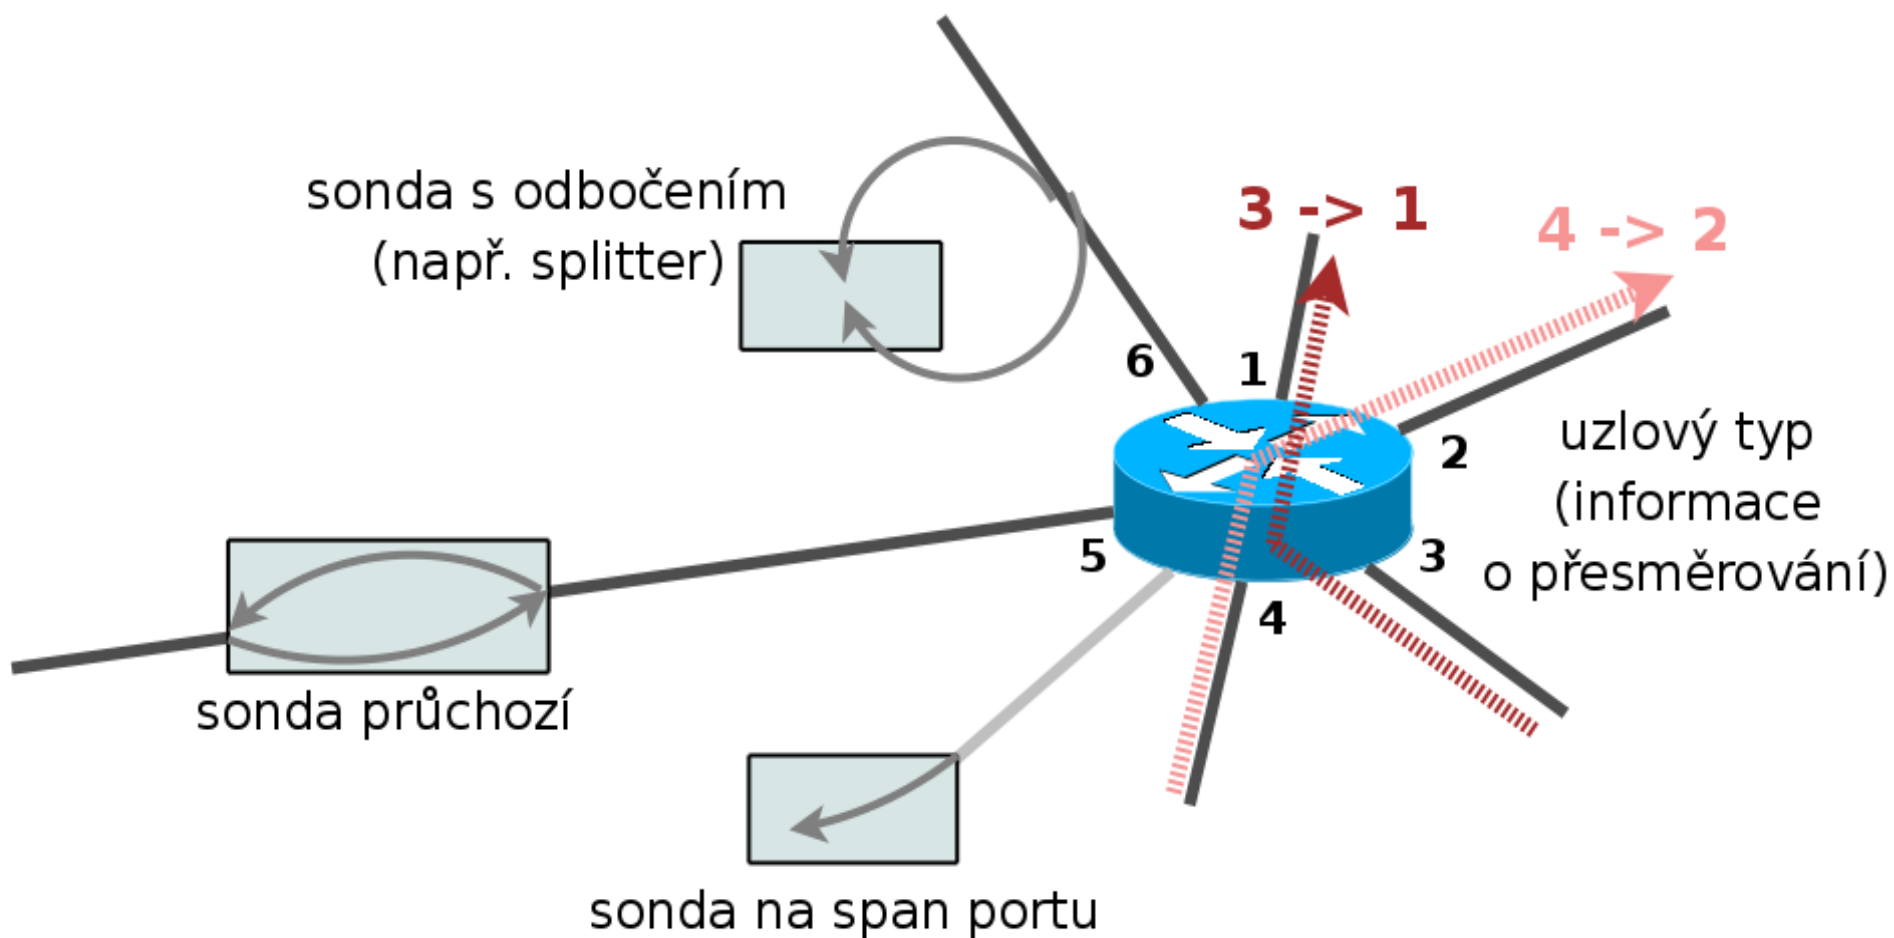 sonda s odbočením
(např. splitter)
3 -> 1
4 -> 2
6
1
2
uzlový typ
(informace
o přesměrování)
5
3
4
sonda průchozí
sonda na span portu